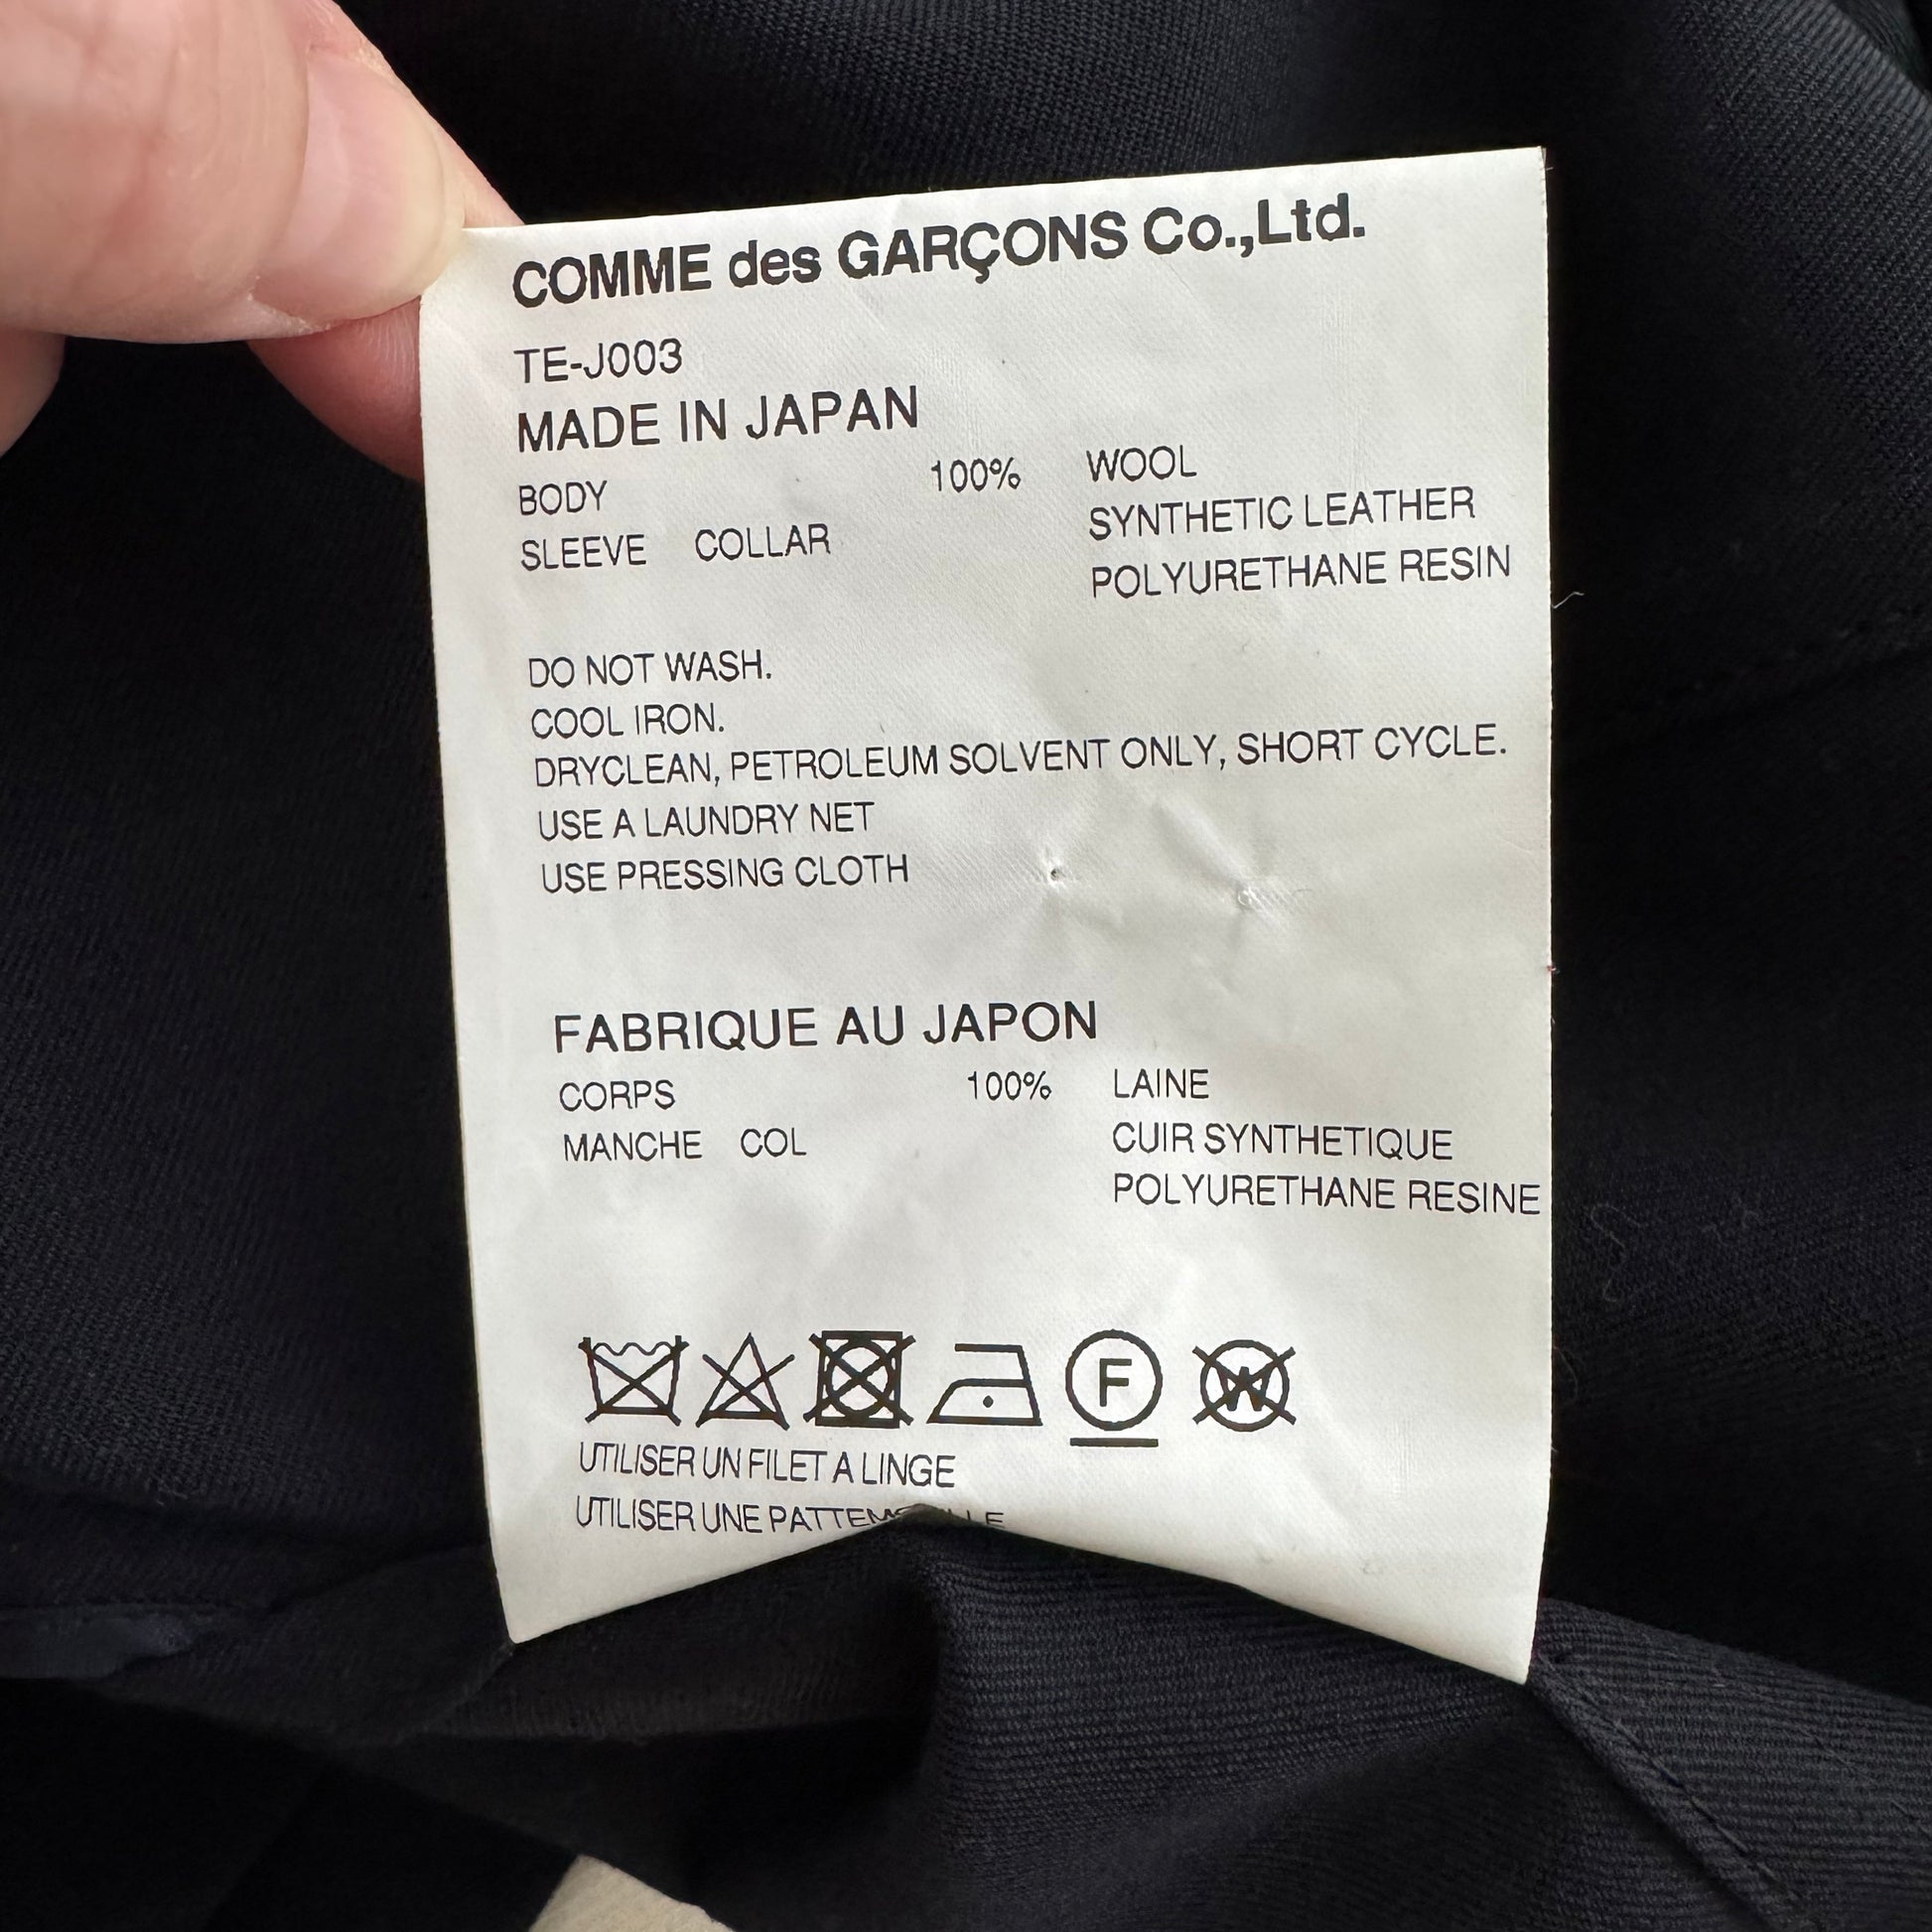 COMME des GARÇONS Co.,Ltd.
TE-J003
MADE IN JAPAN
BODY 100% WOOL
SLEEVE COLLAR SYNTHETIC LEATHER
POLYURETHANE RESIN
DO NOT WASH.
COOL IRON.
DRYCLEAN, PETROLEUM SOLVENT ONLY, SHORT CYCLE.
USE A LAUNDRY NET
USE PRESSING CLOTH
FABRIQUE AU JAPON
CORPS 100% LAINE
MANCHE COL CUIR SYNTHETIQUE
POLYURETHANE RESINE
F W
UTILISER UN FILET A LINGE
UTILISER UNE